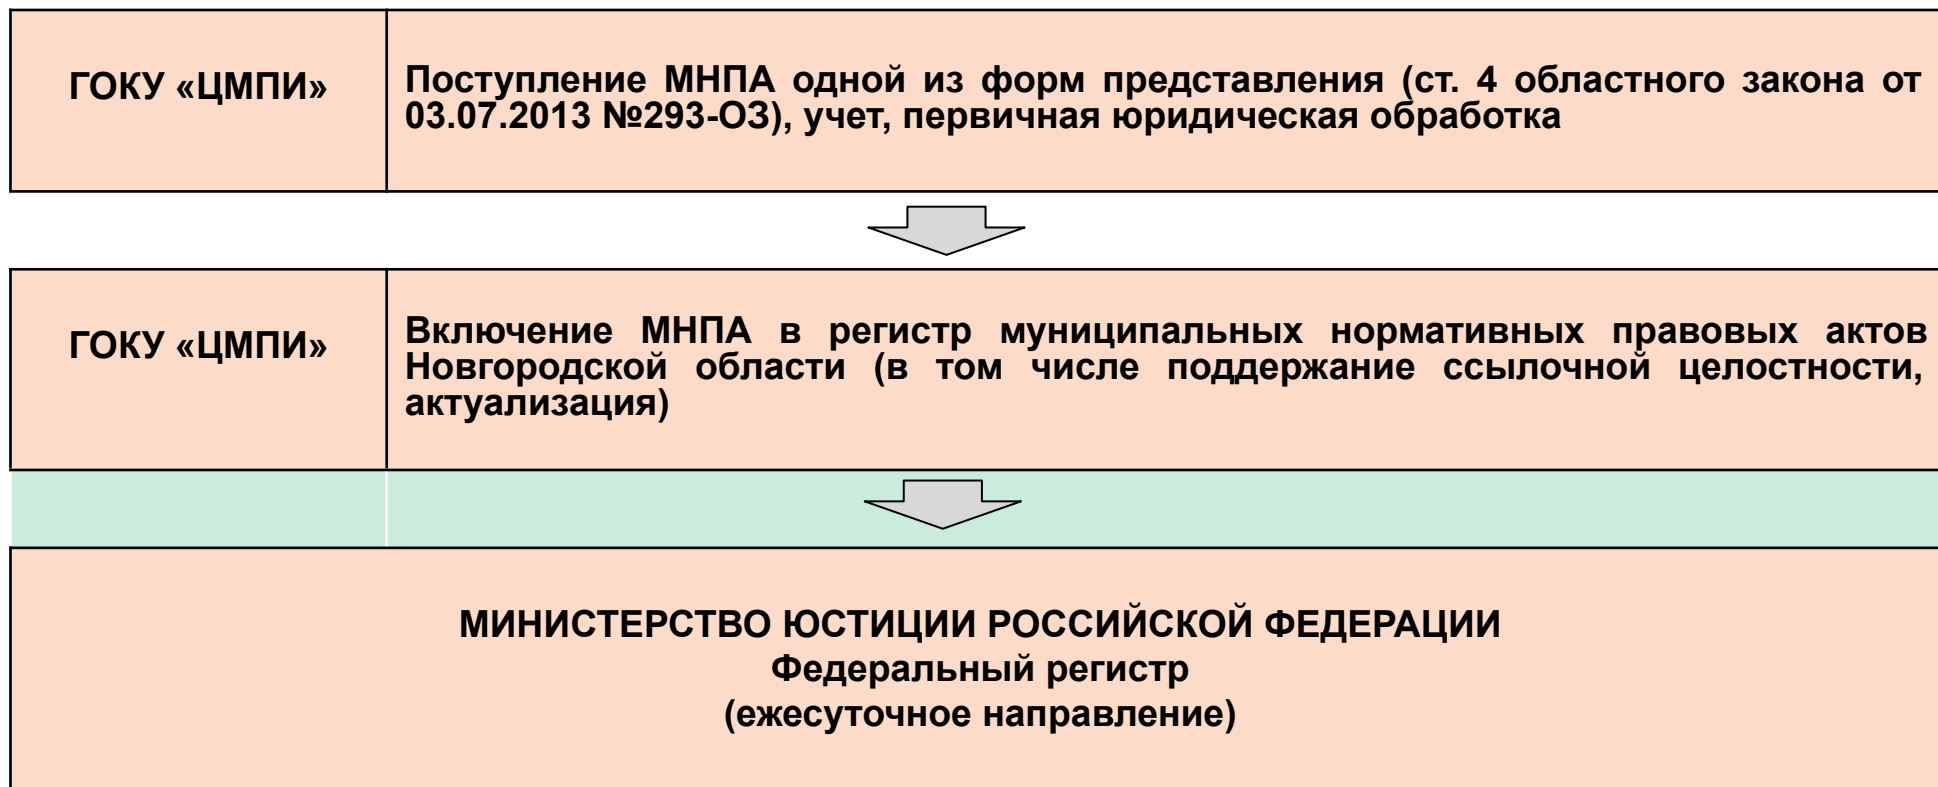 ГОКУ «ЦМПИ»
Поступление МНПА одной из форм представления (ст. 4 областного закона от
03.07.2013 №293-ОЗ), учет, первичная юридическая обработка
ГОКУ «ЦМПИ»
Включение МНПА в регистр муниципальных нормативных правовых актов
Новгородской области (в том числе поддержание ссылочной целостности,
актуализация)
МИНИСТЕРСТВО ЮСТИЦИИ РОССИЙСКОЙ ФЕДЕРАЦИИ
Федеральный регистр
(ежесуточное направление)